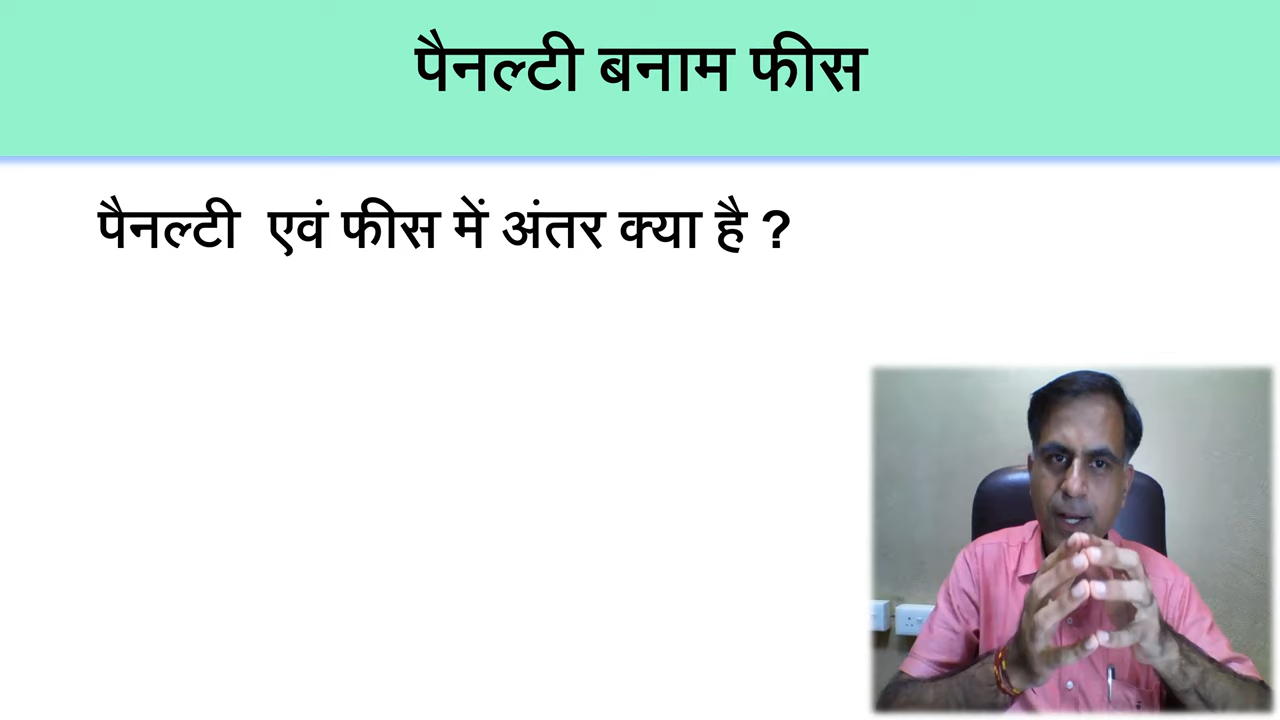 पैनल्टी बनाम फीस
पैनल्टी एवं फीस में अंतर क्या है ?